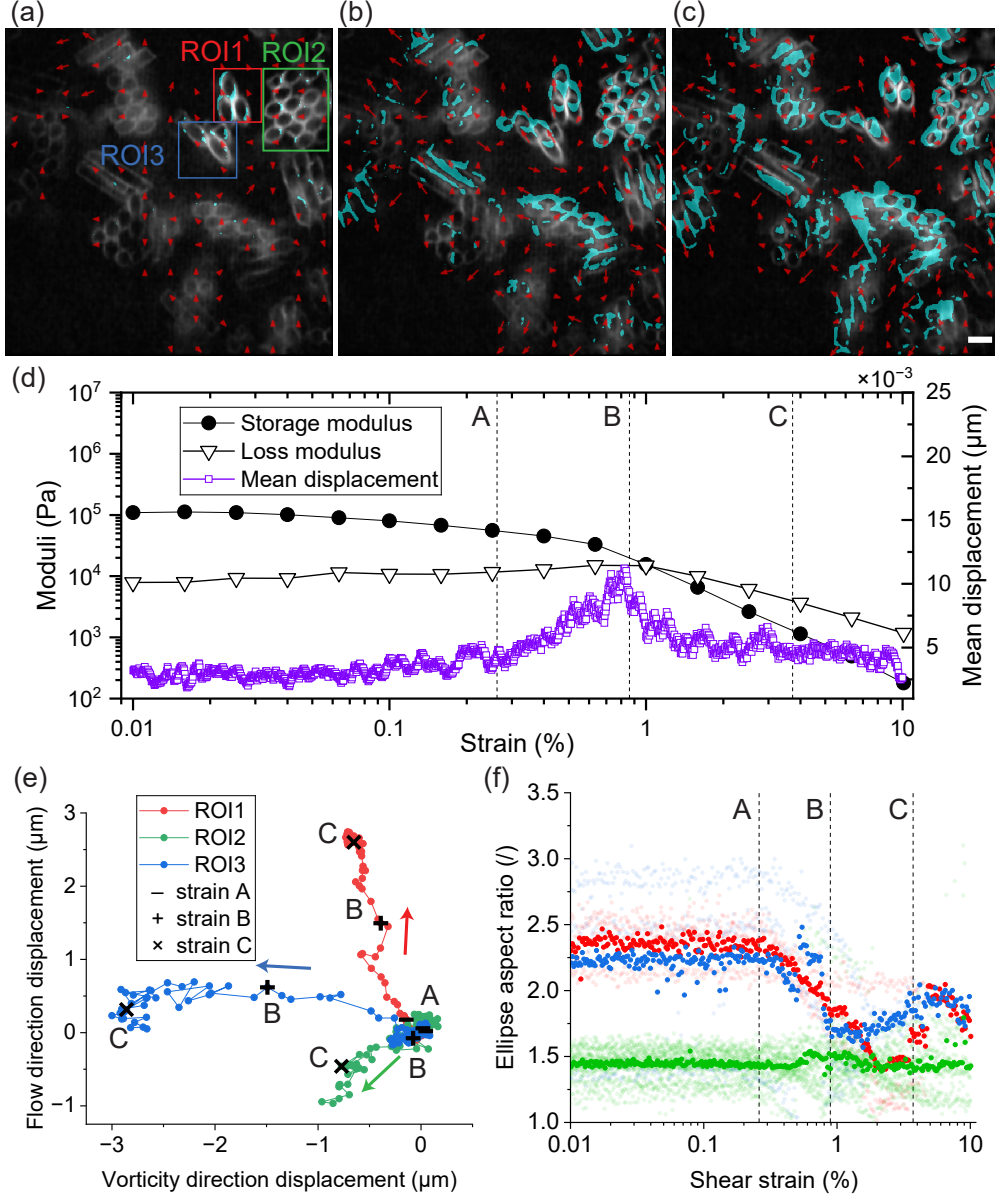 (a)
(b)
(c)
ROI1
ROI2
ROI3
(d)
×10⁻³
10⁷
10⁶
10⁵
10⁴
10³
10²
Moduli (Pa)
Storage modulus
Loss modulus
Mean displacement
A
B
C
25
20
15
10
5
Mean displacement (μm)
0.01
0.1
1
10
Strain (%)
(e)
3
2
1
0
−1
Flow direction displacement (μm)
ROI1
ROI2
ROI3
strain A
strain B
strain C
C
B
A
B
C
B
C
−3
−2
−1
0
Vorticity direction displacement (μm)
(f)
3.5
3.0
2.5
2.0
1.5
1.0
Ellipse aspect ratio (/)
A
B
C
0.01
0.1
1
10
Shear strain (%)